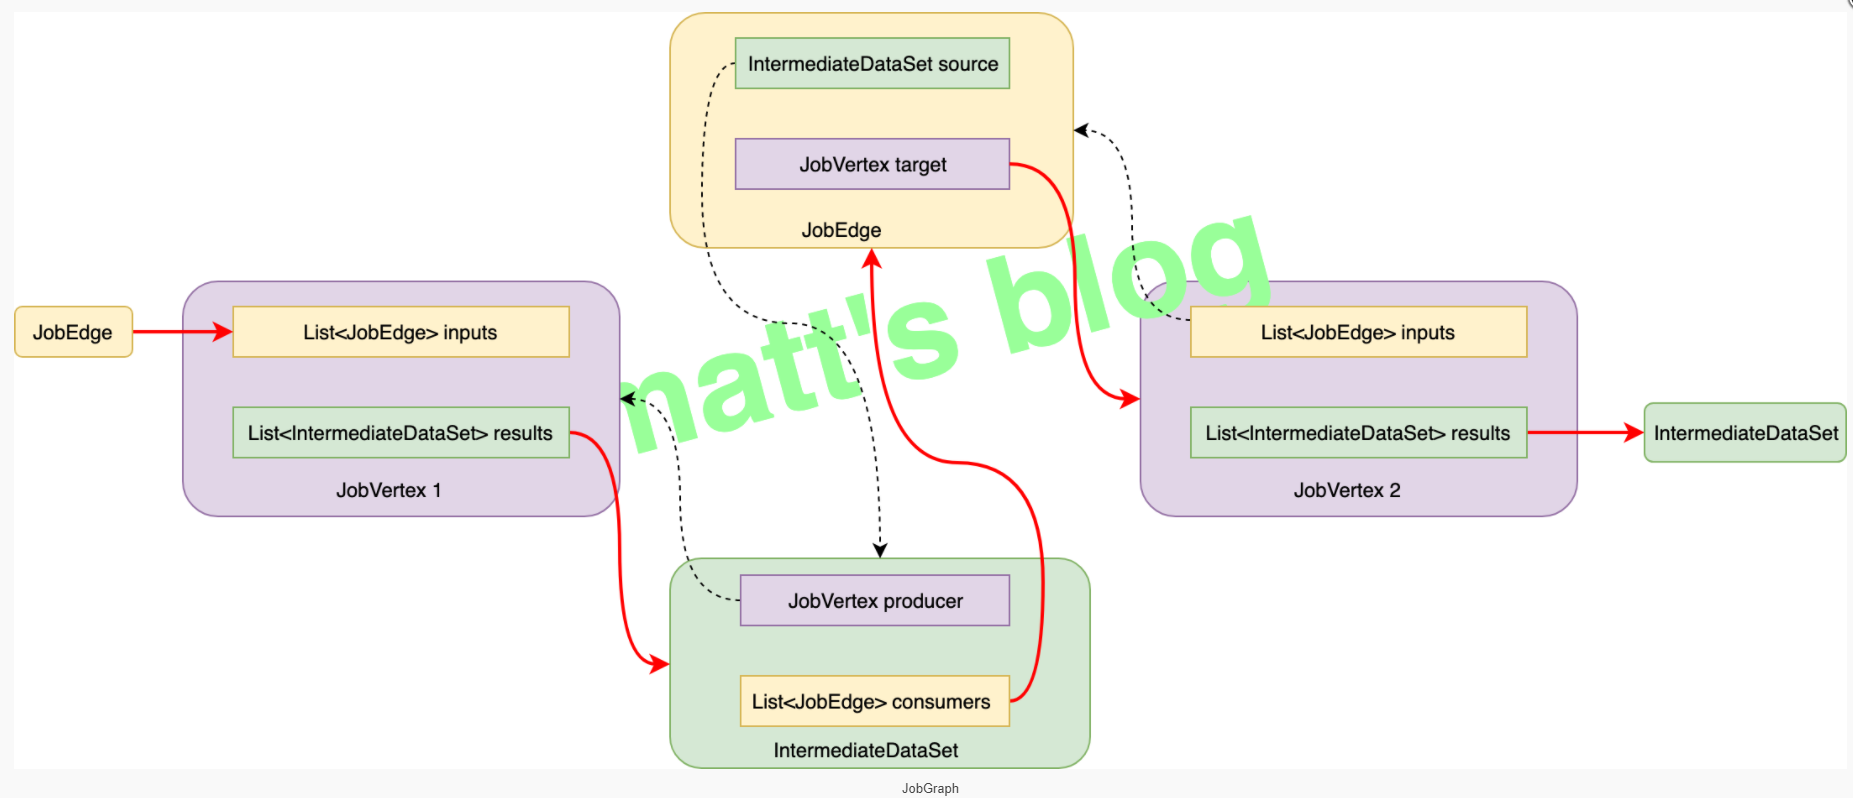 IntermediateDataSet source
JobVertex target
JobEdge
matt's blog
JobEdge
List<JobEdge> inputs
List<IntermediateDataSet> results
JobVertex 1
List<JobEdge> inputs
List<IntermediateDataSet> results
JobVertex 2
IntermediateDataSet
JobVertex producer
List<JobEdge> consumers
IntermediateDataSet
JobGraph